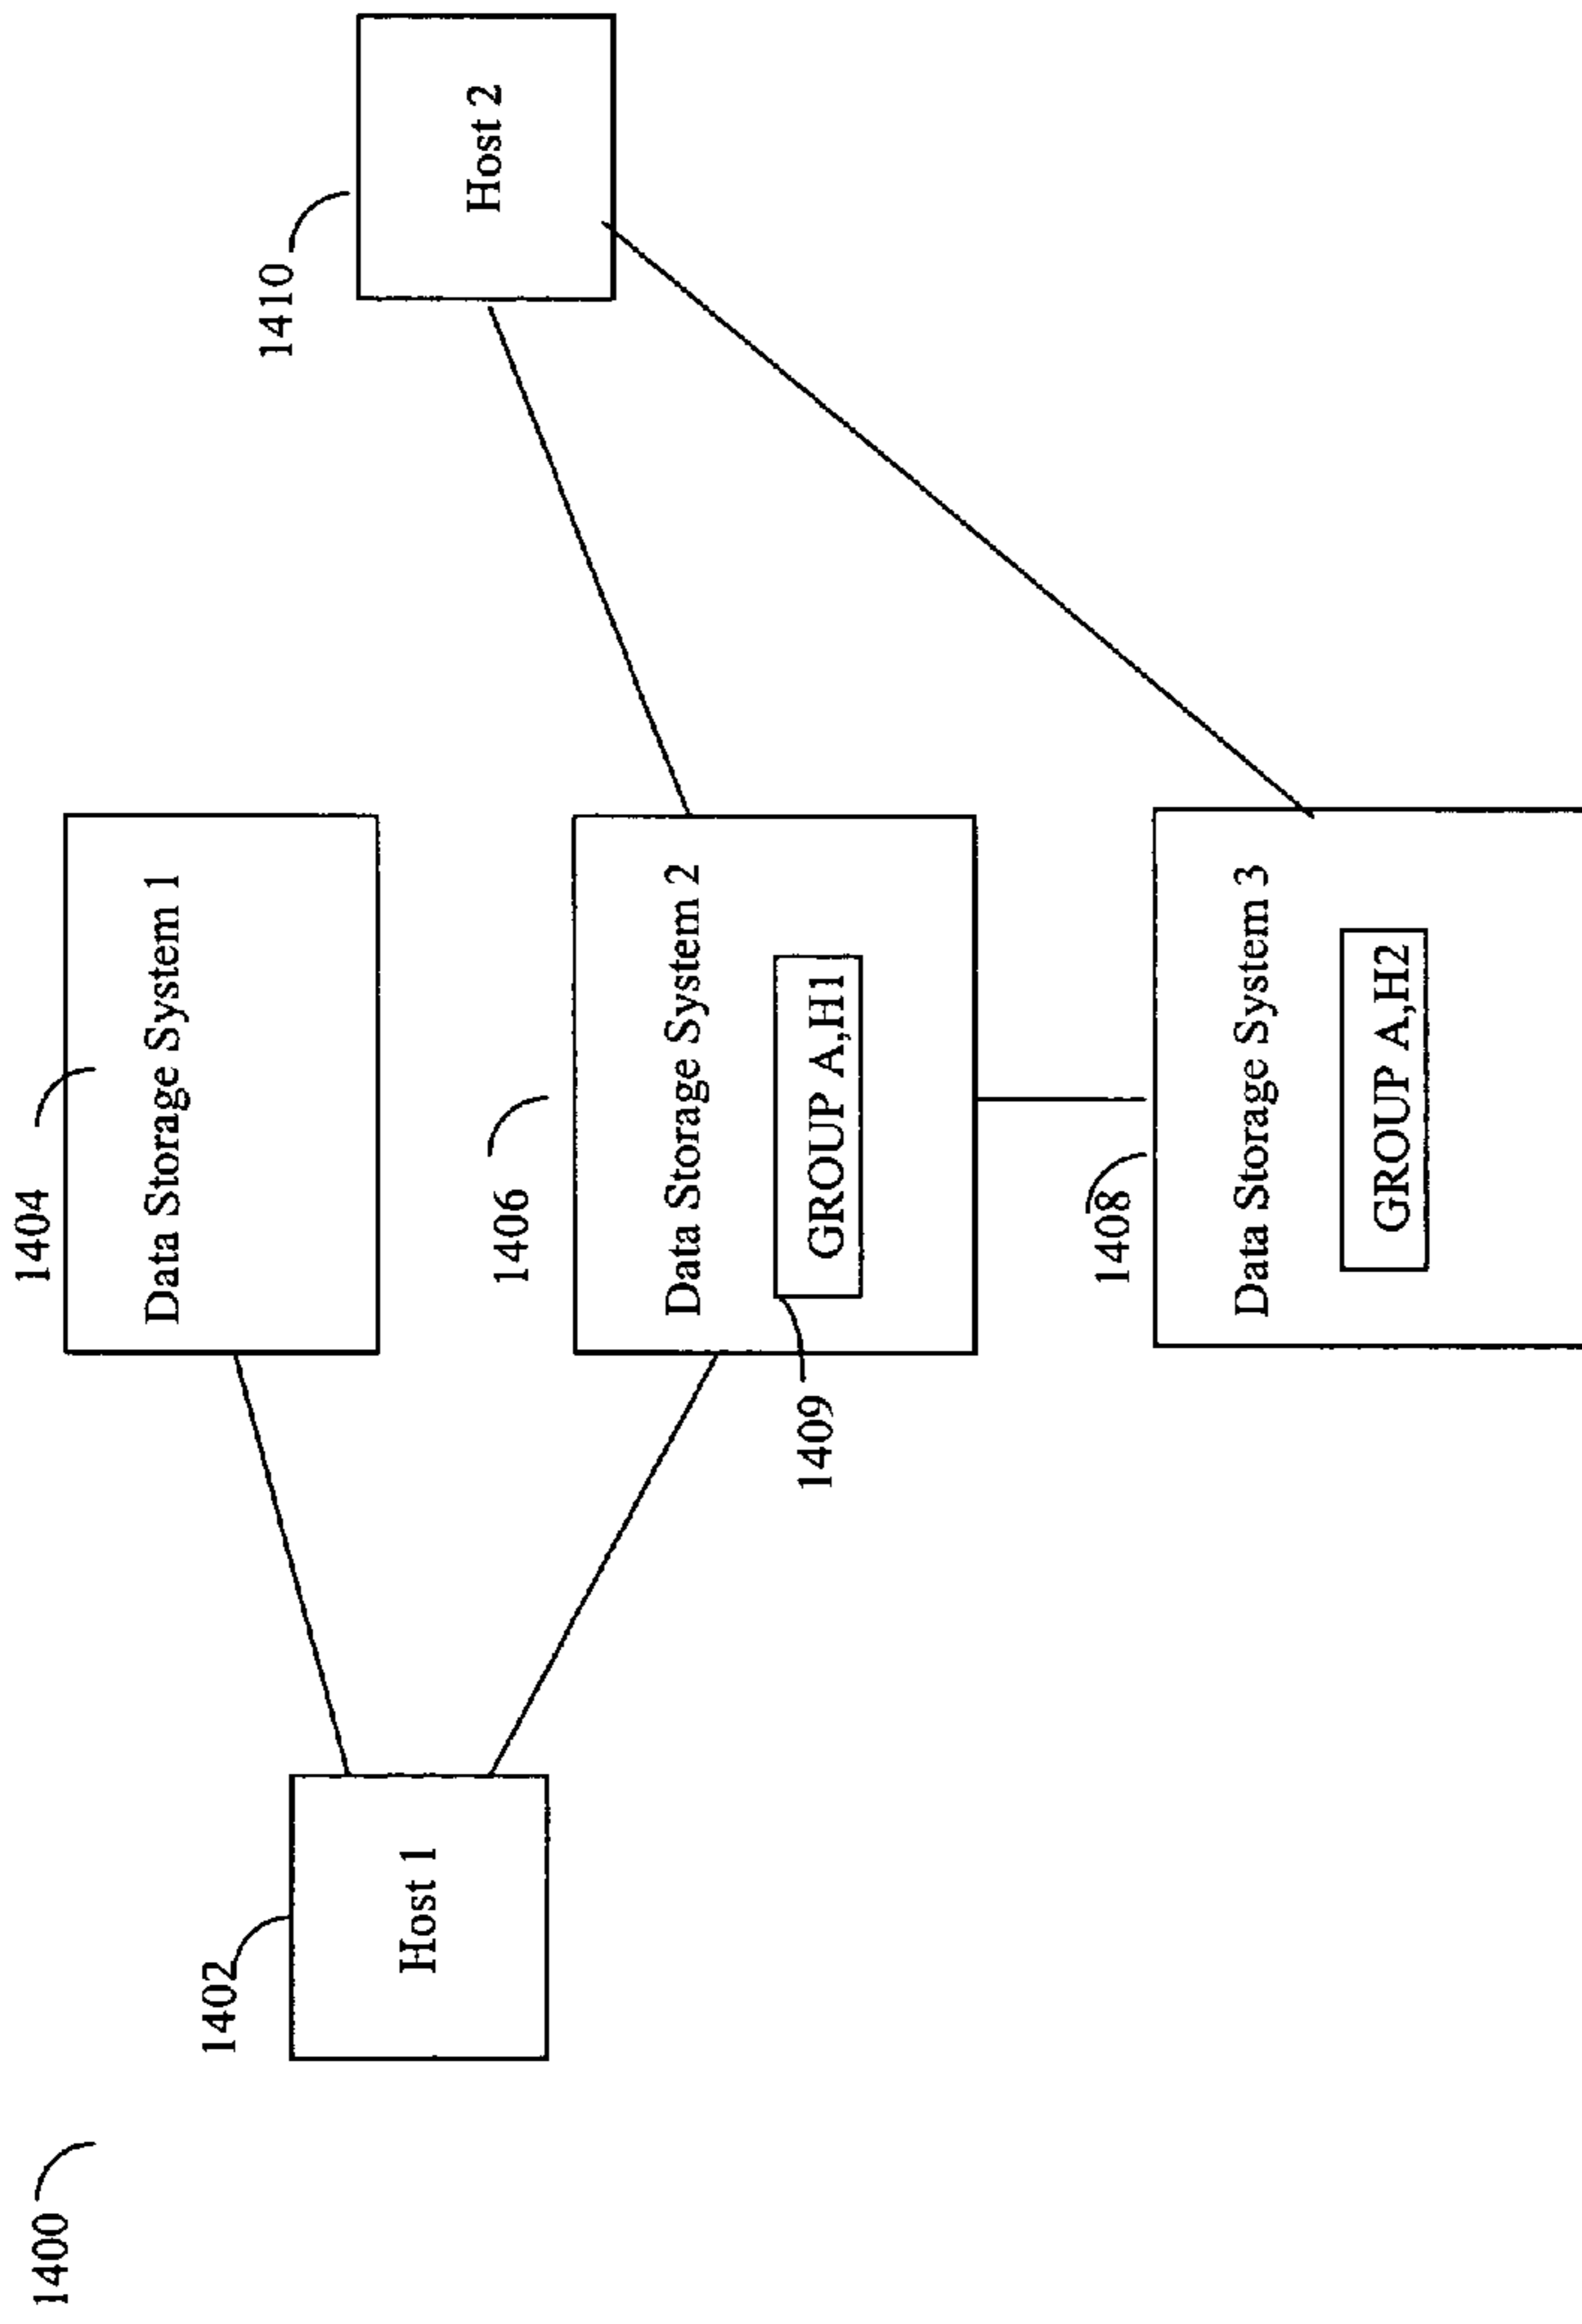 1400
1402
Host 1
1404
Data Storage System 1
1406
Data Storage System 2
GROUP A,H1
1409
1408
Data Storage System 3
GROUP A,H2
1410
Host 2